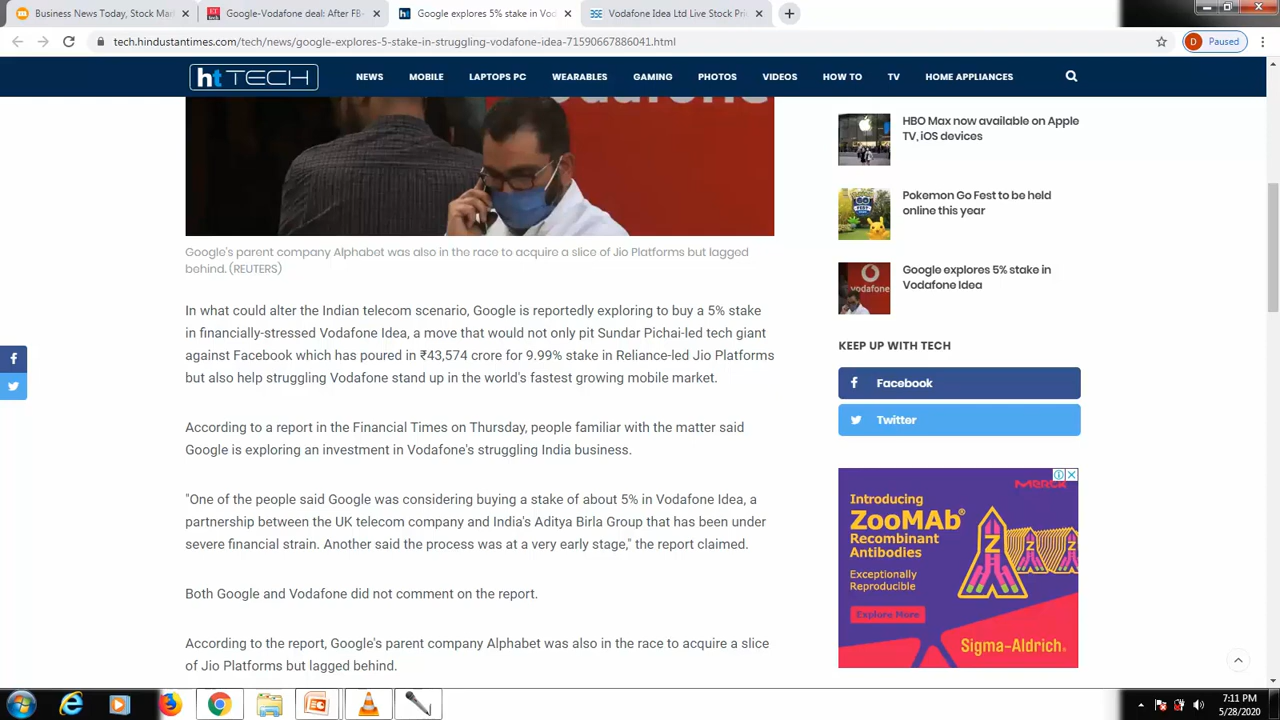 Business News Today, Stock Mar
Google-Vodafone deal: After FB-
Google explores 5% stake in Vod
Vodafone Idea Ltd Live Stock Pri
tech.hindustantimes.com/tech/news/google-explores-5-stake-in-struggling-vodafone-idea-71590667886041.html
D Paused
ht TECH
NEWS MOBILE LAPTOPS PC WEARABLES GAMING PHOTOS VIDEOS HOW TO TV HOME APPLIANCES
vodafone
Google's parent company Alphabet was also in the race to acquire a slice of Jio Platforms but lagged
behind. (REUTERS)
In what could alter the Indian telecom scenario, Google is reportedly exploring to buy a 5% stake
in financially-stressed Vodafone Idea, a move that would not only pit Sundar Pichai-led tech giant
against Facebook which has poured in ₹43,574 crore for 9.99% stake in Reliance-led Jio Platforms
but also help struggling Vodafone stand up in the world's fastest growing mobile market.
According to a report in the Financial Times on Thursday, people familiar with the matter said
Google is exploring an investment in Vodafone's struggling India business.
"One of the people said Google was considering buying a stake of about 5% in Vodafone Idea, a
partnership between the UK telecom company and India's Aditya Birla Group that has been under
severe financial strain. Another said the process was at a very early stage," the report claimed.
Both Google and Vodafone did not comment on the report.
According to the report, Google's parent company Alphabet was also in the race to acquire a slice
of Jio Platforms but lagged behind.
HBO Max now available on Apple
TV, iOS devices
Pokemon Go Fest to be held
online this year
vodafone
Google explores 5% stake in
Vodafone Idea
KEEP UP WITH TECH
Facebook
Twitter
MERCK
Introducing
ZooMAb®
Recombinant
Antibodies
Exceptionally
Reproducible
Explore More
Z
Z
Z
Sigma-Aldrich®
7:11 PM
5/28/2020